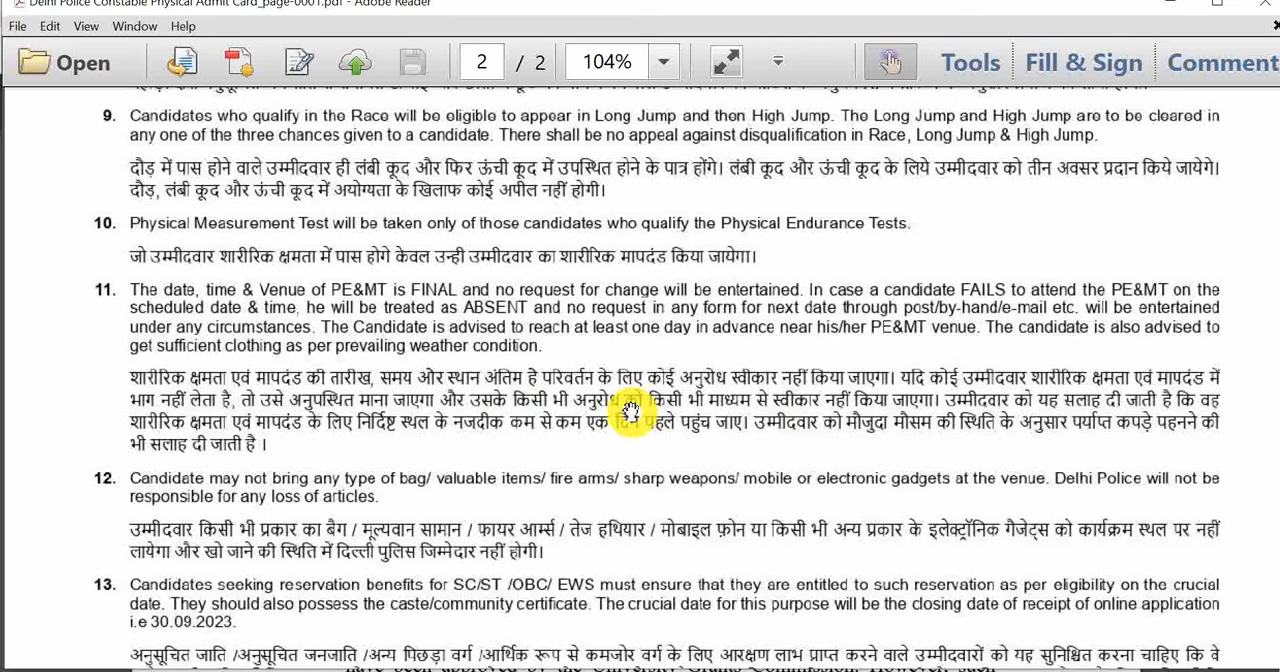 Delhi Police Constable Physical Admit Card_page-0001.pdf - Adobe Reader
File Edit View Window Help
Open 2 / 2 104% Tools Fill & Sign Comment
9. Candidates who qualify in the Race will be eligible to appear in Long Jump and then High Jump. The Long Jump and High Jump are to be cleared in
any one of the three chances given to a candidate. There shall be no appeal against disqualification in Race, Long Jump & High Jump.
दौड़ में पास होने वाले उम्मीदवार ही लंबी कूद और फिर ऊंची कूद में उपस्थित होने के पात्र होंगे। लंबी कूद और ऊंची कूद के लिये उम्मीदवार को तीन अवसर प्रदान किये जायेगे।
दौड़, लंबी कूद और ऊंची कूद में अयोग्यता के खिलाफ कोई अपील नहीं होगी।
10. Physical Measurement Test will be taken only of those candidates who qualify the Physical Endurance Tests.
जो उम्मीदवार शारीरिक क्षमता में पास होगे केवल उन्ही उम्मीदवार का शारीरिक मापदंड किया जायेगा।
11. The date, time & Venue of PE&MT is FINAL and no request for change will be entertained. In case a candidate FAILS to attend the PE&MT on the
scheduled date & time, he will be treated as ABSENT and no request in any form for next date through post/by-hand/e-mail etc. will be entertained
under any circumstances. The Candidate is advised to reach at least one day in advance near his/her PE&MT venue. The candidate is also advised to
get sufficient clothing as per prevailing weather condition.
शारीरिक क्षमता एवं मापदंड की तारीख, समय और स्थान अंतिम हे परिवर्तन के लिए कोई अनुरोध स्वीकार नहीं किया जाएगा। यदि कोई उम्मीदवार शारीरिक क्षमता एवं मापदंड में
भाग नहीं लेता है, तो उसे अनुपस्थित माना जाएगा और उसके किसी भी अनुरोध को किसी भी माध्यम से स्वीकार नहीं किया जाएगा। उम्मीदवार को यह सलाह दी जाती है कि वह
शारीरिक क्षमता एवं मापदंड के लिए निर्दिष्ट स्थल के नजदीक कम से कम एक दिन पहले पहुंच जाए। उम्मीदवार को मौजुदा मौसम की स्थिति के अनुसार पर्याप्त कपड़े पहनने की
भी सलाह दी जाती है ।
12. Candidate may not bring any type of bag/ valuable items/ fire arms/ sharp weapons/ mobile or electronic gadgets at the venue. Delhi Police will not be
responsible for any loss of articles.
उम्मीदवार किसी भी प्रकार का बैग / मूल्यवान सामान / फायर आर्म्स / तेज हथियार / मोबाइल फ़ोन या किसी भी अन्य प्रकार के इलेक्ट्रॉनिक गैजेट्स को कार्यक्रम स्थल पर नहीं
लायेगा और खो जाने की स्थिति में दिल्ली पुलिस जिम्मेदार नहीं होगी।
13. Candidates seeking reservation benefits for SC/ST /OBC/ EWS must ensure that they are entitled to such reservation as per eligibility on the crucial
date. They should also possess the caste/community certificate. The crucial date for this purpose will be the closing date of receipt of online application
i.e 30.09.2023.
अनुसूचित जाति /अनुसूचित जनजाति /अन्य पिछड़ा वर्ग /आर्थिक रूप से कमजोर वर्ग के लिए आरक्षण लाभ प्राप्त करने वाले उम्मीदवारों को यह सुनिश्चित करना चाहिए कि वे